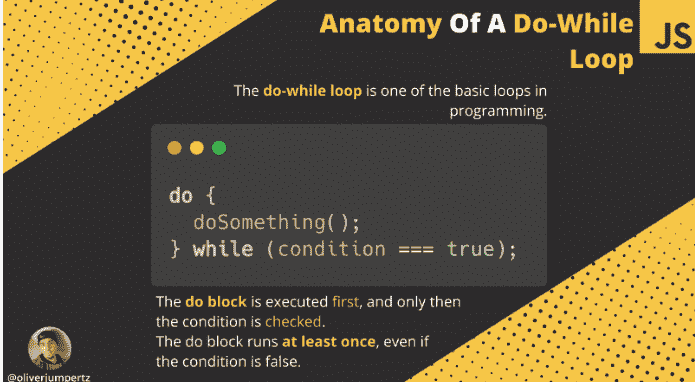 Anatomy Of A Do-While
Loop
JS
The do-while loop is one of the basic loops in
programming.
do {
  doSomething();
} while (condition === true);
The do block is executed first, and only then
the condition is checked.
The do block runs at least once, even if
the condition is false.
@oliverjumpertz